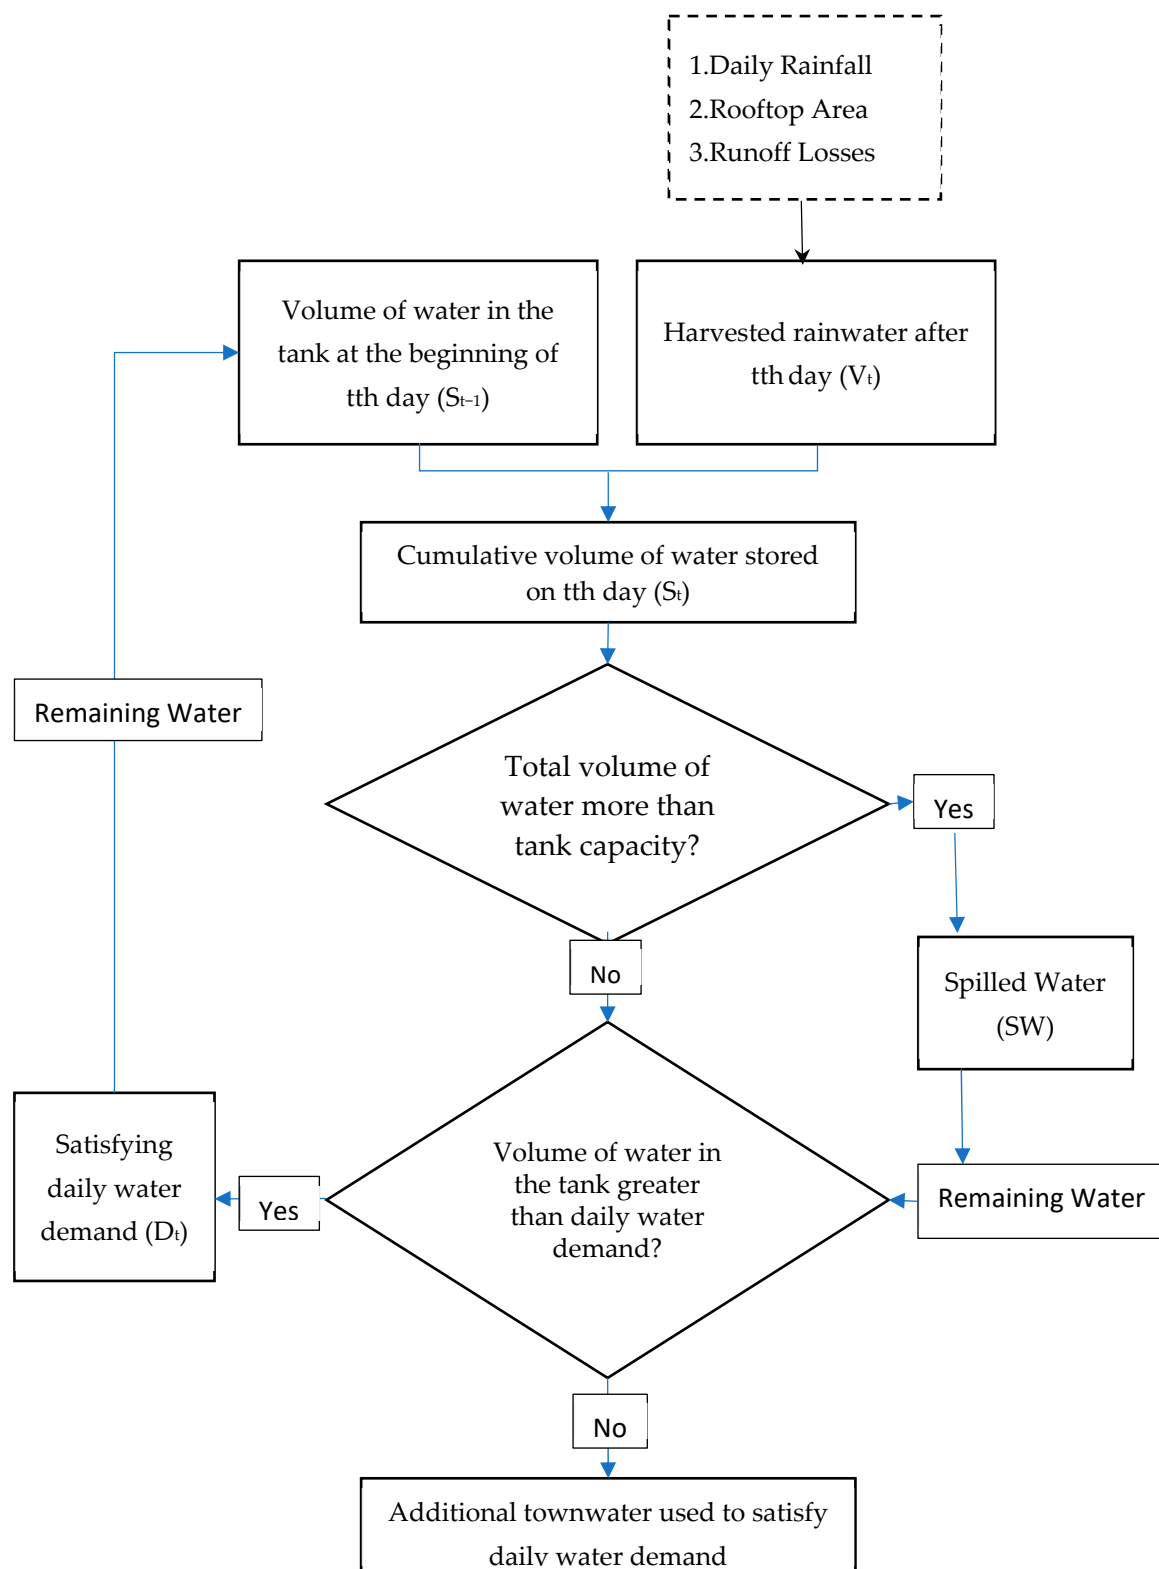 1.Daily Rainfall
2.Rooftop Area
3.Runoff Losses
Volume of water in the
tank at the beginning of
tth day (Sₜ₋₁)
Harvested rainwater after
tth day (Vₜ)
Cumulative volume of water stored
on tth day (Sₜ)
Remaining Water
Total volume of
water more than
tank capacity?
Yes
No
Spilled Water
(SW)
Satisfying
daily water
demand (Dₜ)
Yes
Volume of water in
the tank greater
than daily water
demand?
Remaining Water
No
Additional townwater used to satisfy
daily water demand